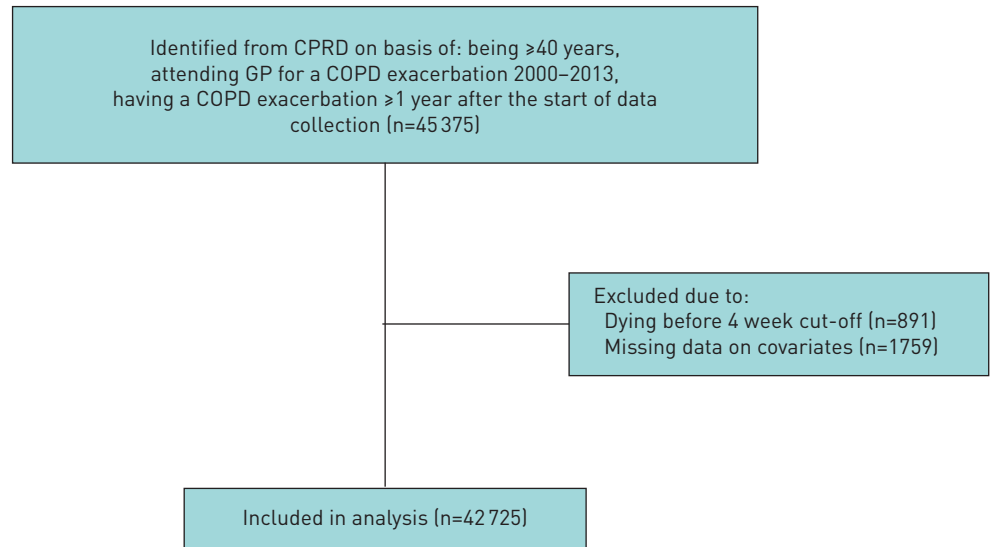 Identified from CPRD on basis of: being ⩾40 years,
attending GP for a COPD exacerbation 2000–2013,
having a COPD exacerbation ⩾1 year after the start of data
collection (n=45 375)
Excluded due to:
Dying before 4 week cut-off (n=891)
Missing data on covariates (n=1759)
Included in analysis (n=42 725)